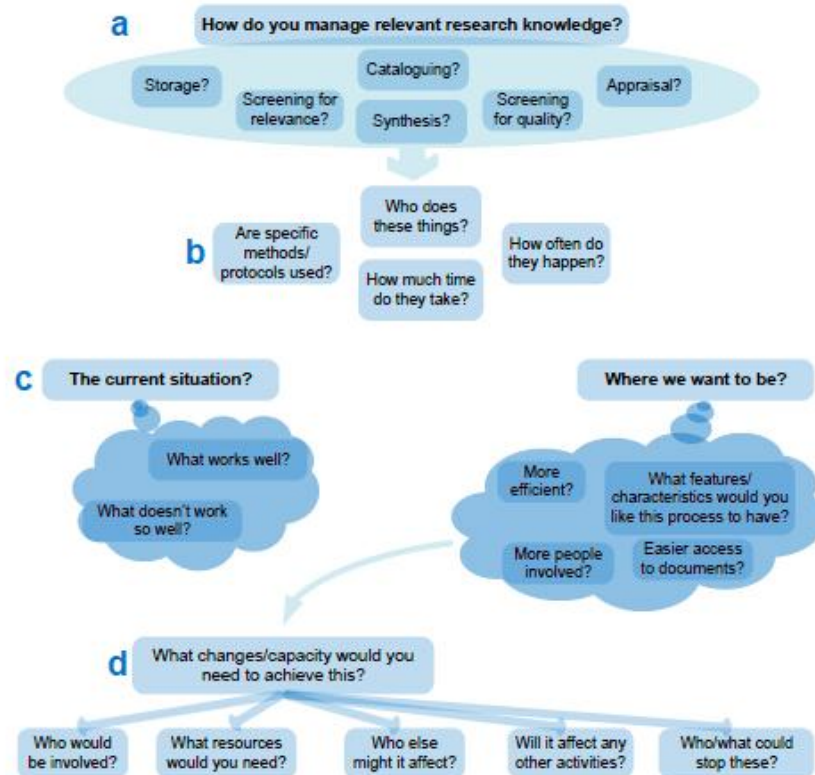 a
How do you manage relevant research knowledge?
Storage?
Cataloguing?
Appraisal?
Screening for
relevance?
Synthesis?
Screening
for quality?
b
Are specific
methods/
protocols used?
Who does
these things?
How much time
do they take?
How often do
they happen?
c
The current situation?
What works well?
What doesn't work
so well?
Where we want to be?
More
efficient?
What features/
characteristics would you
like this process to have?
More people
involved?
Easier access
to documents?
d
What changes/capacity would you
need to achieve this?
Who would
be involved?
What resources
would you need?
Who else
might it affect?
Will it affect any
other activities?
Who/what could
stop these?